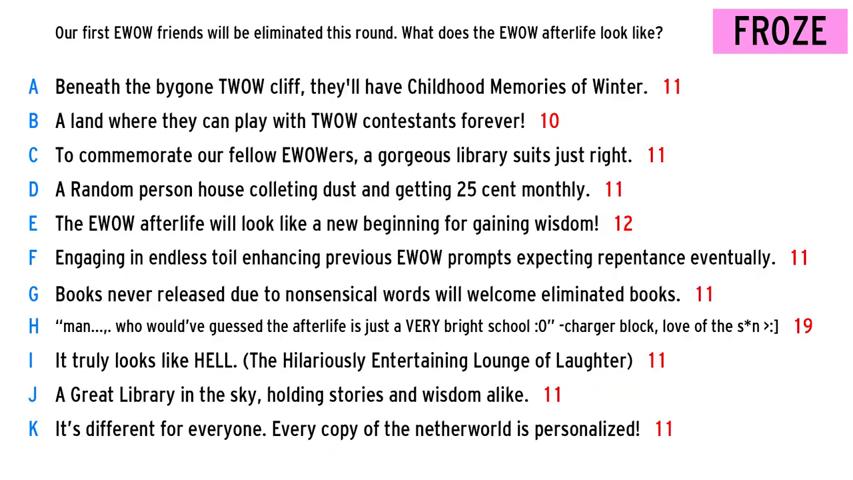 Our first EWOW friends will be eliminated this round. What does the EWOW afterlife look like?
FROZE
A Beneath the bygone TWOW cliff, they'll have Childhood Memories of Winter. 11
B A land where they can play with TWOW contestants forever! 10
C To commemorate our fellow EWOWers, a gorgeous library suits just right. 11
D A Random person house colleting dust and getting 25 cent monthly. 11
E The EWOW afterlife will look like a new beginning for gaining wisdom! 12
F Engaging in endless toil enhancing previous EWOW prompts expecting repentance eventually. 11
G Books never released due to nonsensical words will welcome eliminated books. 11
H “man...,. who would’ve guessed the afterlife is just a VERY bright school :0” -charger block, love of the s*n >:] 19
I It truly looks like HELL. (The Hilariously Entertaining Lounge of Laughter) 11
J A Great Library in the sky, holding stories and wisdom alike. 11
K It’s different for everyone. Every copy of the netherworld is personalized! 11